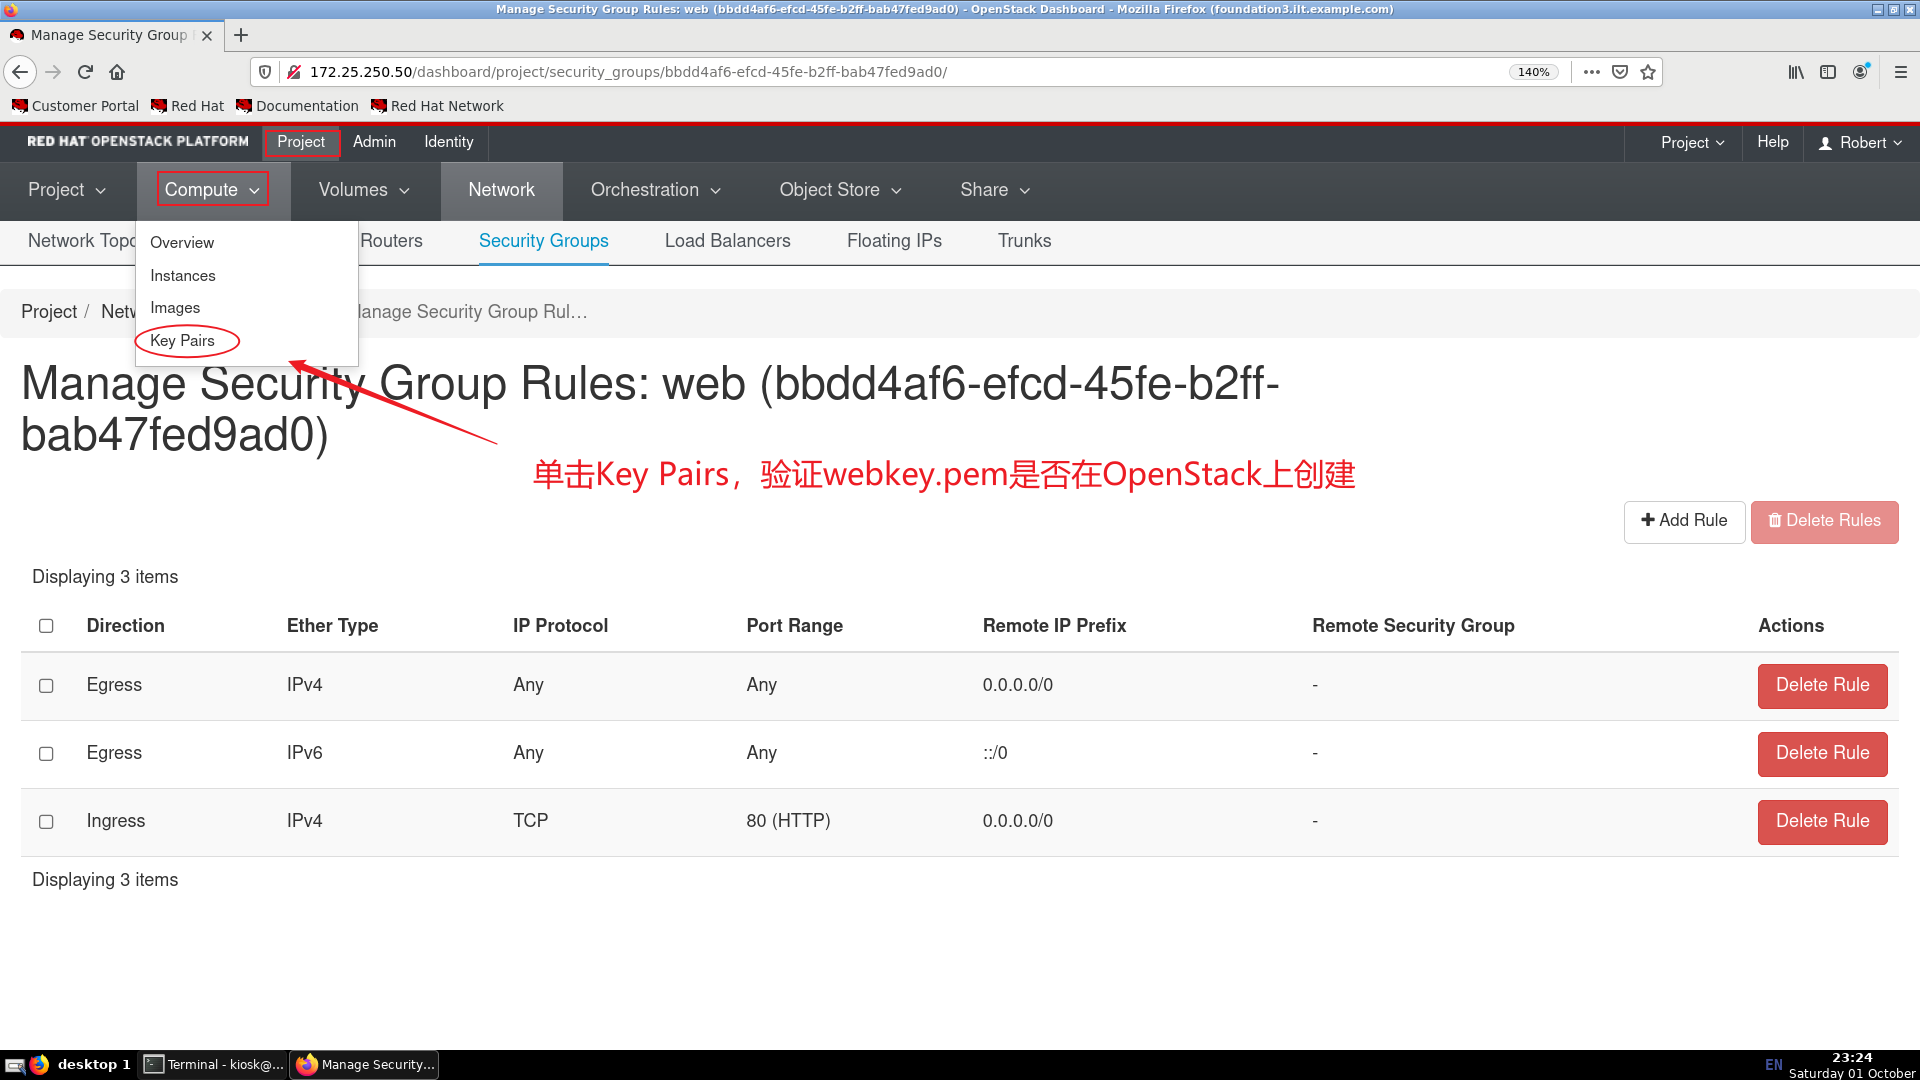 Manage Security Group Rules: web (bbdd4af6-efcd-45fe-b2ff-bab47fed9ad0) - OpenStack Dashboard - Mozilla Firefox (foundation3.ilt.example.com)
Manage Security Group
172.25.250.50/dashboard/project/security_groups/bbdd4af6-efcd-45fe-b2ff-bab47fed9ad0/ 140%
Customer Portal Red Hat Documentation Red Hat Network
RED HAT OPENSTACK PLATFORM Project Admin Identity Project Help Robert
Project Compute Volumes Network Orchestration Object Store Share
Network Topo Routers Security Groups Load Balancers Floating IPs Trunks
Overview
Instances
Images
Key Pairs
Project / Netw anage Security Group Rul…
Manage Security Group Rules: web (bbdd4af6-efcd-45fe-b2ff-
bab47fed9ad0)
单击Key Pairs，验证webkey.pem是否在OpenStack上创建
Add Rule Delete Rules
Displaying 3 items
Direction Ether Type IP Protocol Port Range Remote IP Prefix Remote Security Group Actions
Egress IPv4 Any Any 0.0.0.0/0 - Delete Rule
Egress IPv6 Any Any ::/0 - Delete Rule
Ingress IPv4 TCP 80 (HTTP) 0.0.0.0/0 - Delete Rule
Displaying 3 items
desktop 1 Terminal - kiosk@... Manage Security... EN 23:24
Saturday 01 October